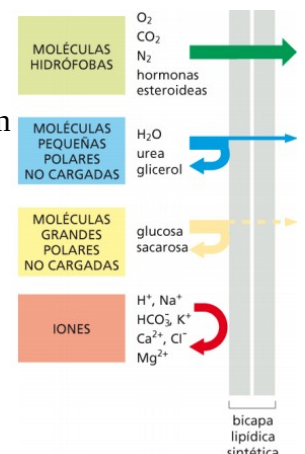 MOLÉCULAS
HIDRÓFOBAS
O₂
CO₂
N₂
hormonas
esteroideas
MOLÉCULAS
PEQUEÑAS
POLARES
NO CARGADAS
H₂O
urea
glicerol
MOLÉCULAS
GRANDES
POLARES
NO CARGADAS
glucosa
sacarosa
IONES
H⁺, Na⁺
HCO₃⁻, K⁺
Ca²⁺, Cl⁻
Mg²⁺
bicapa
lipídica
sintética